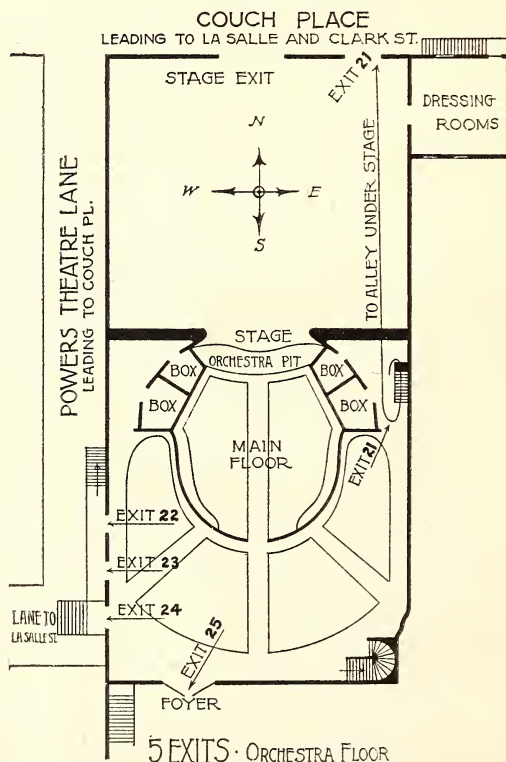 COUCH PLACE
LEADING TO LA SALLE AND CLARK ST.
STAGE EXIT
EXIT 21
DRESSING
ROOMS
N
W
E
S
TO ALLEY UNDER STAGE
POWERS THEATRE LANE
LEADING TO COUCH PL.
STAGE
ORCHESTRA PIT
BOX
BOX
BOX
BOX
MAIN
FLOOR
EXIT 21
EXIT 22
EXIT 23
EXIT 24
LANE TO
LA SALLE ST.
EXIT 25
FOYER
5 EXITS · ORCHESTRA FLOOR